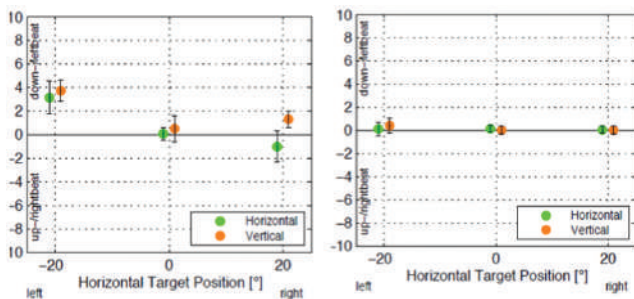 10
8
6
4
2
0
-2
-4
-6
-8
10
down-/leftbeat
up-/rightbeat
Horizontal
Vertical
-20
0
20
Horizontal Target Position [°]
left
right
10
8
6
4
2
0
-2
-4
-6
-8
-10
down-/leftbeat
up-/rightbeat
Horizontal
Vertical
-20
0
20
Horizontal Target Position [°]
left
right